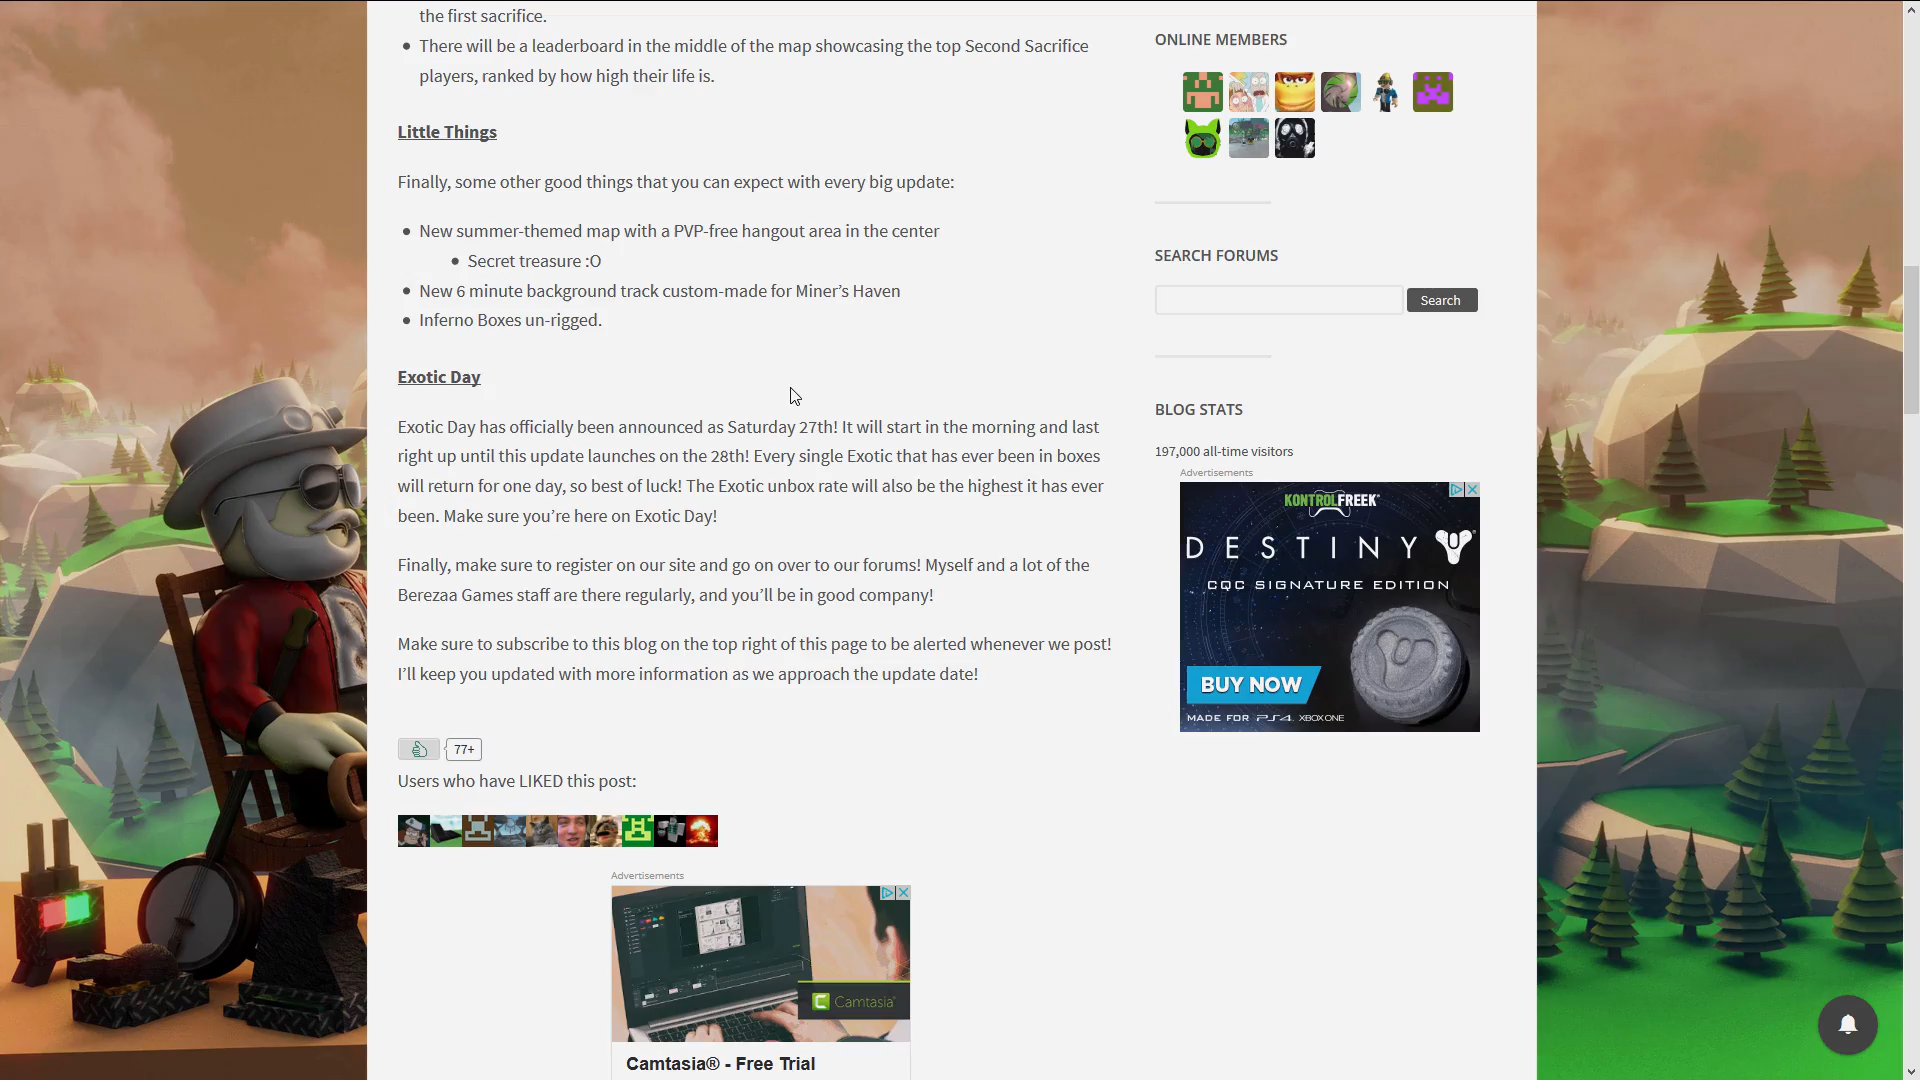 the first sacrifice.
There will be a leaderboard in the middle of the map showcasing the top Second Sacrifice
players, ranked by how high their life is.
Little Things
Finally, some other good things that you can expect with every big update:
New summer-themed map with a PVP-free hangout area in the center
Secret treasure :O
New 6 minute background track custom-made for Miner’s Haven
Inferno Boxes un-rigged.
Exotic Day
Exotic Day has officially been announced as Saturday 27th! It will start in the morning and last
right up until this update launches on the 28th! Every single Exotic that has ever been in boxes
will return for one day, so best of luck! The Exotic unbox rate will also be the highest it has ever
been. Make sure you’re here on Exotic Day!
Finally, make sure to register on our site and go on over to our forums! Myself and a lot of the
Berezaa Games staff are there regularly, and you’ll be in good company!
Make sure to subscribe to this blog on the top right of this page to be alerted whenever we post!
I’ll keep you updated with more information as we approach the update date!
77+
Users who have LIKED this post:
Advertisements
Camtasia®
Camtasia® - Free Trial
ONLINE MEMBERS
SEARCH FORUMS
Search
BLOG STATS
197,000 all-time visitors
Advertisements
KONTROLFREEK®
DESTINY
CQC SIGNATURE EDITION
BUY NOW
MADE FOR PS4 XBOX ONE